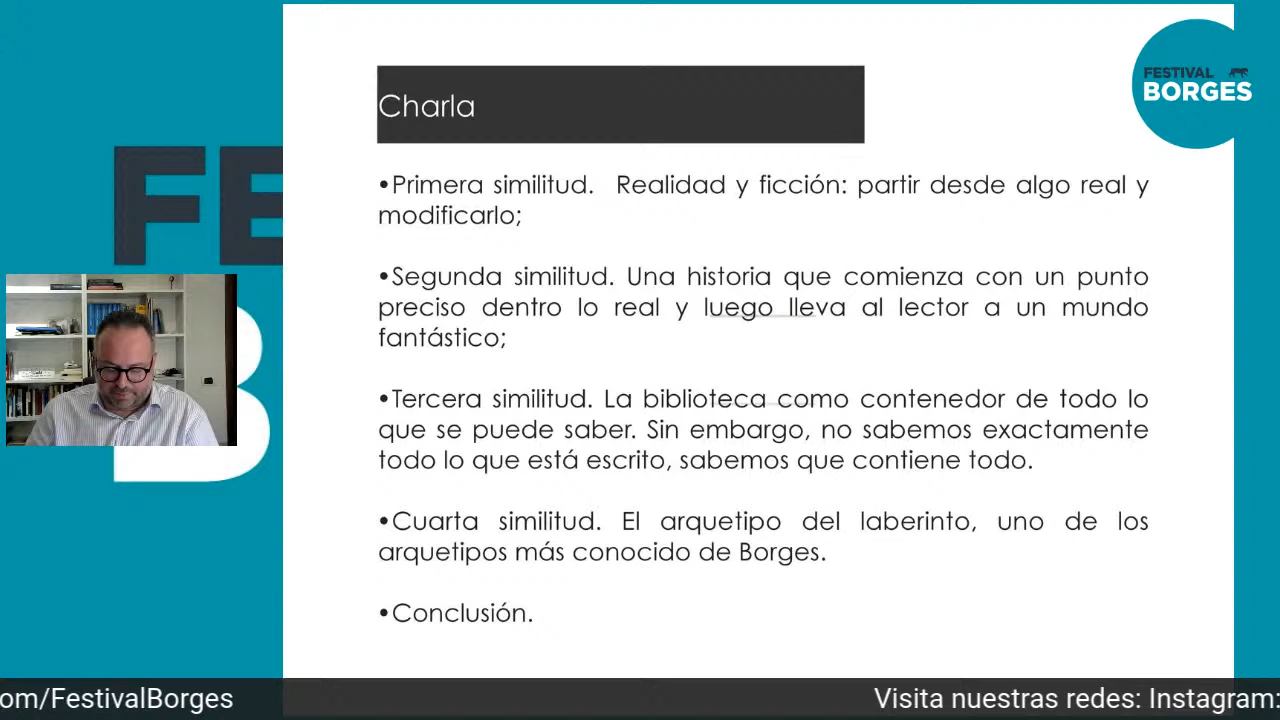 FESTIVAL
BORGES
Charla
•Primera similitud. Realidad y ficción: partir desde algo real y
modificarlo;
•Segunda similitud. Una historia que comienza con un punto
preciso dentro lo real y luego lleva al lector a un mundo
fantástico;
•Tercera similitud. La biblioteca como contenedor de todo lo
que se puede saber. Sin embargo, no sabemos exactamente
todo lo que está escrito, sabemos que contiene todo.
•Cuarta similitud. El arquetipo del laberinto, uno de los
arquetipos más conocido de Borges.
•Conclusión.
FE
B
om/FestivalBorges
Visita nuestras redes: Instagram: